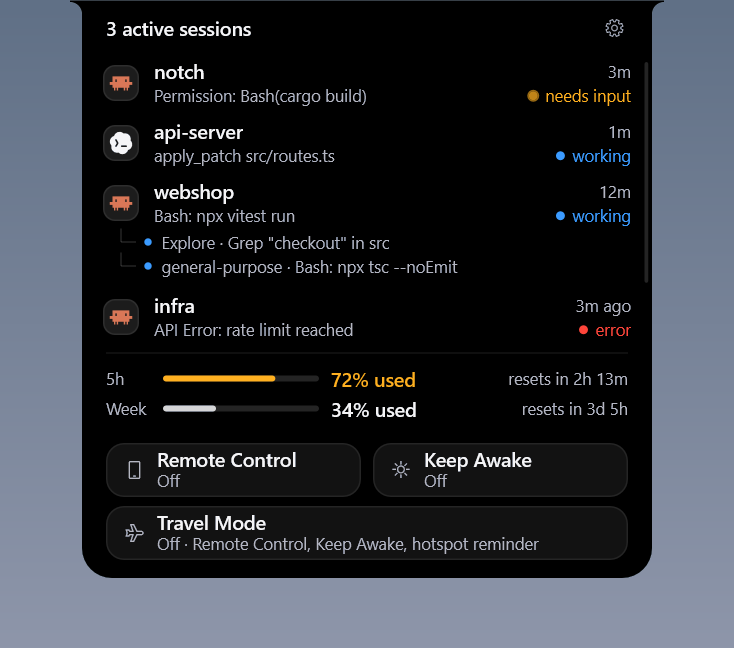 3 active sessions
notch 3m
Permission: Bash(cargo build) needs input
api-server 1m
apply_patch src/routes.ts working
webshop 12m
Bash: npx vitest run working
Explore · Grep "checkout" in src
general-purpose · Bash: npx tsc --noEmit
infra 3m ago
API Error: rate limit reached error
5h 72% used resets in 2h 13m
Week 34% used resets in 3d 5h
Remote Control Keep Awake
Off Off
Travel Mode
Off · Remote Control, Keep Awake, hotspot reminder